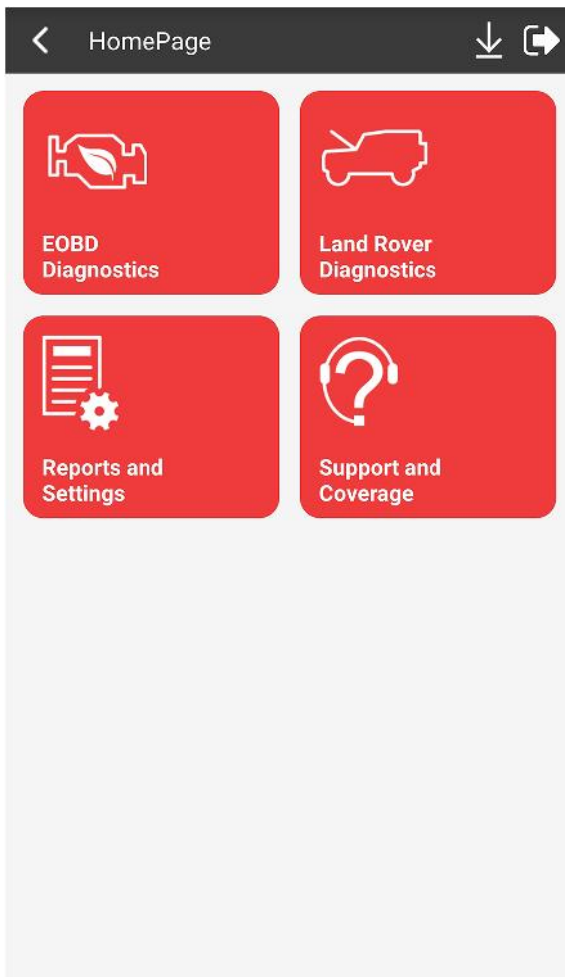 HomePage
EOBD
Diagnostics
Land Rover
Diagnostics
Reports and
Settings
Support and
Coverage